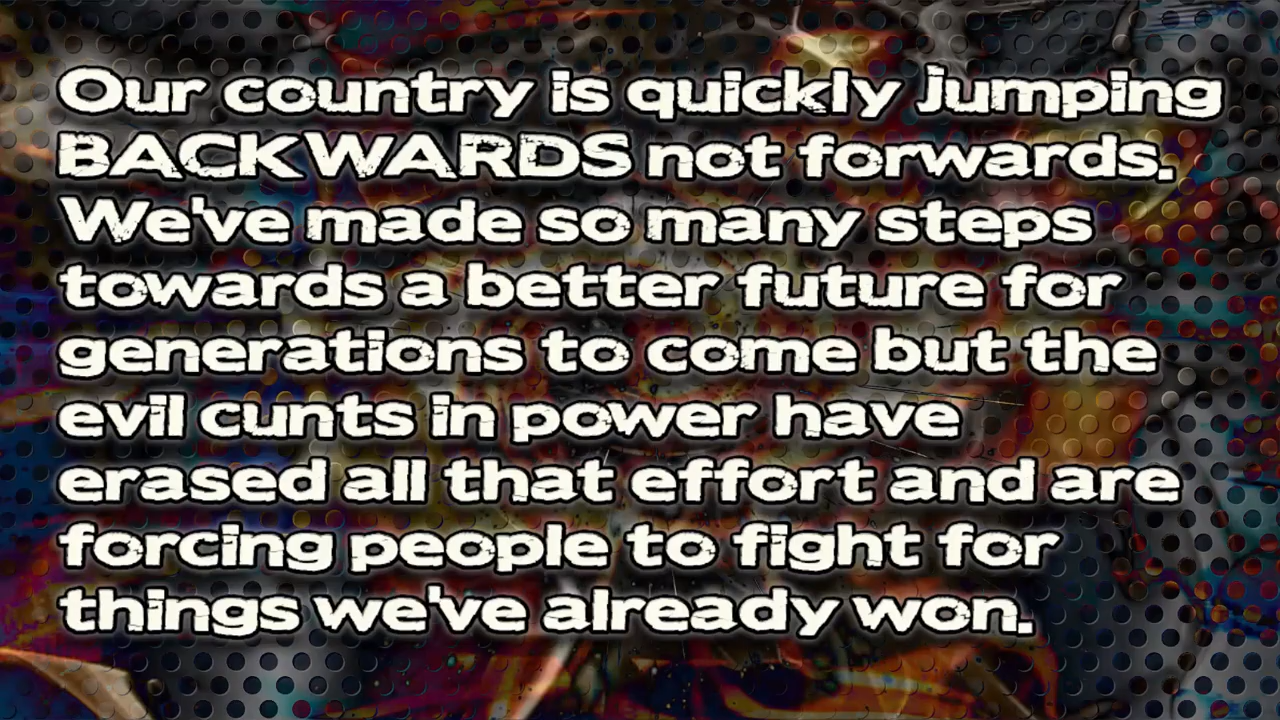 Our country is quickly jumping
BACKWARDS not forwards.
We've made so many steps
towards a better future for
generations to come but the
evil cunts in power have
erased all that effort and are
forcing people to fight for
things we've already won.